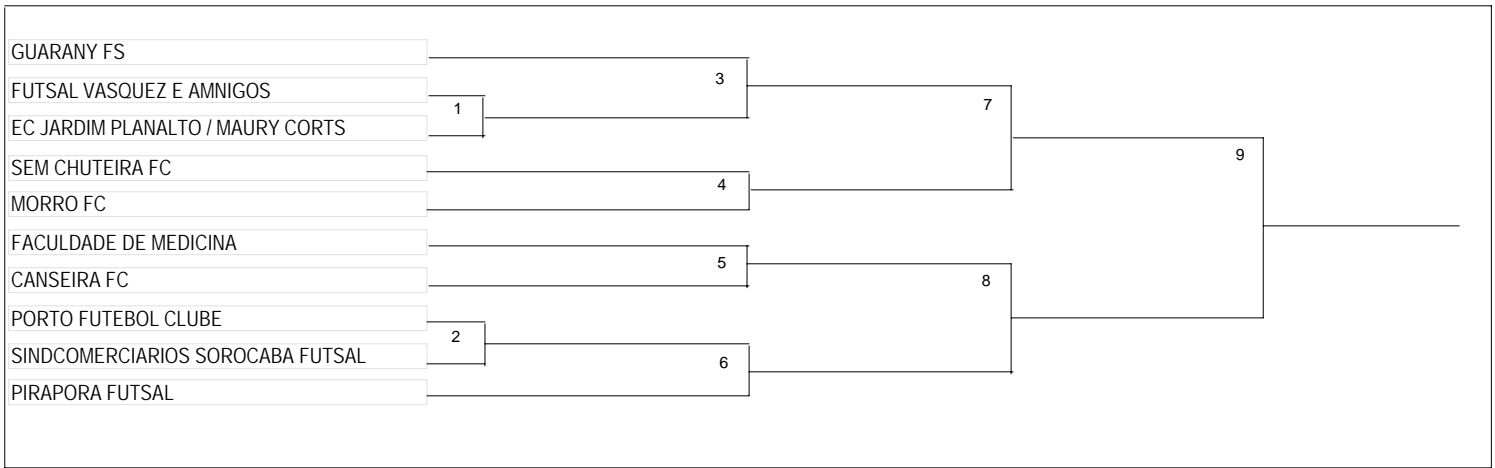 GUARANY FS
3
FUTSAL VASQUEZ E AMNIGOS
1
7
EC JARDIM PLANALTO / MAURY CORTS
9
SEM CHUTEIRA FC
4
MORRO FC
FACULDADE DE MEDICINA
5
CANSEIRA FC
8
PORTO FUTEBOL CLUBE
2
SINDCOMERCIARIOS SOROCABA FUTSAL
6
PIRAPORA FUTSAL